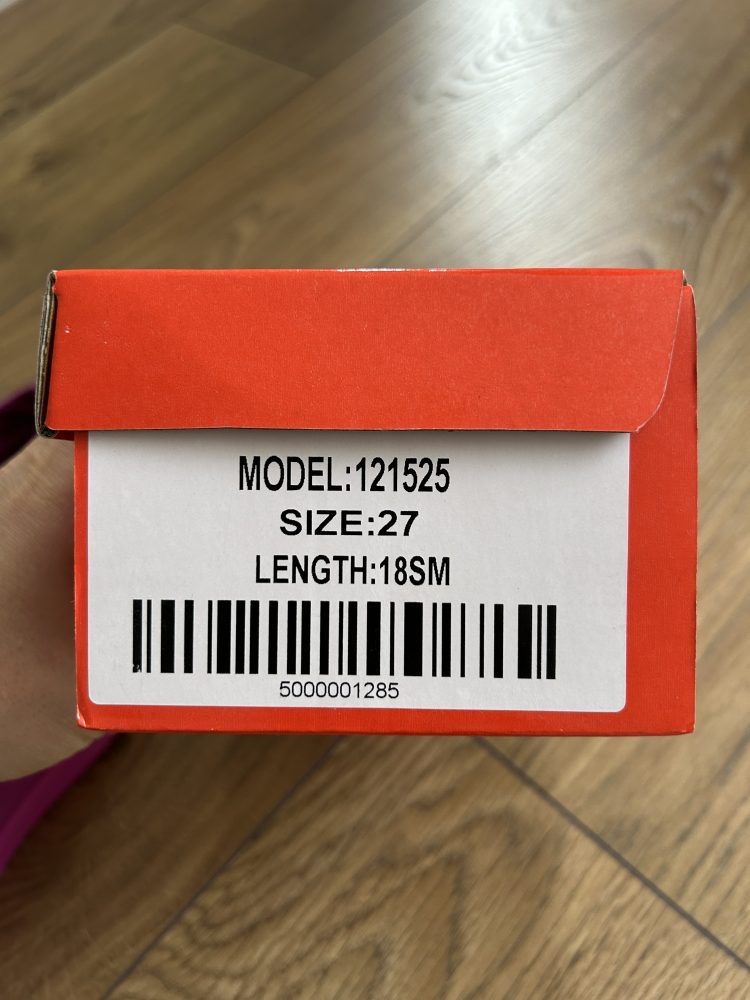 MODEL:121525
SIZE:27
LENGTH:18SM
5000001285